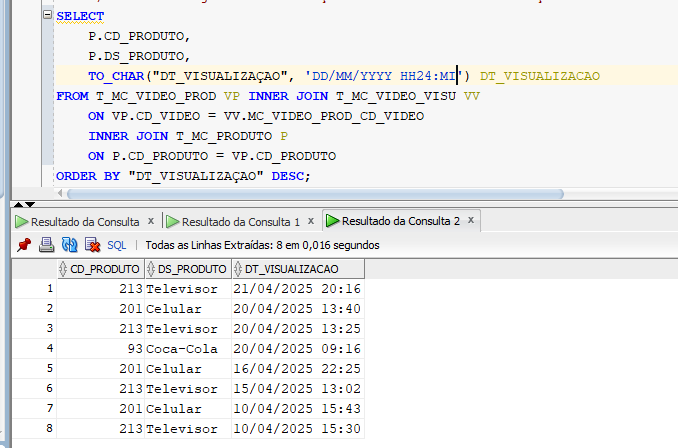 SELECT
P.CD_PRODUTO,
P.DS_PRODUTO,
TO_CHAR("DT_VISUALIZAÇAO", 'DD/MM/YYYY HH24:MI') DT_VISUALIZACAO
FROM T_MC_VIDEO_PROD VP INNER JOIN T_MC_VIDEO_VISU VV
ON VP.CD_VIDEO = VV.MC_VIDEO_PROD_CD_VIDEO
INNER JOIN T_MC_PRODUTO P
ON P.CD_PRODUTO = VP.CD_PRODUTO
ORDER BY "DT_VISUALIZAÇAO" DESC;
Resultado da Consulta x Resultado da Consulta 1 x Resultado da Consulta 2 x
SQL | Todas as Linhas Extraídas: 8 em 0,016 segundos
CD_PRODUTO DS_PRODUTO DT_VISUALIZACAO
1 213 Televisor 21/04/2025 20:16
2 201 Celular 20/04/2025 13:40
3 213 Televisor 20/04/2025 13:25
4 93 Coca-Cola 20/04/2025 09:16
5 201 Celular 16/04/2025 22:25
6 213 Televisor 15/04/2025 13:02
7 201 Celular 10/04/2025 15:43
8 213 Televisor 10/04/2025 15:30